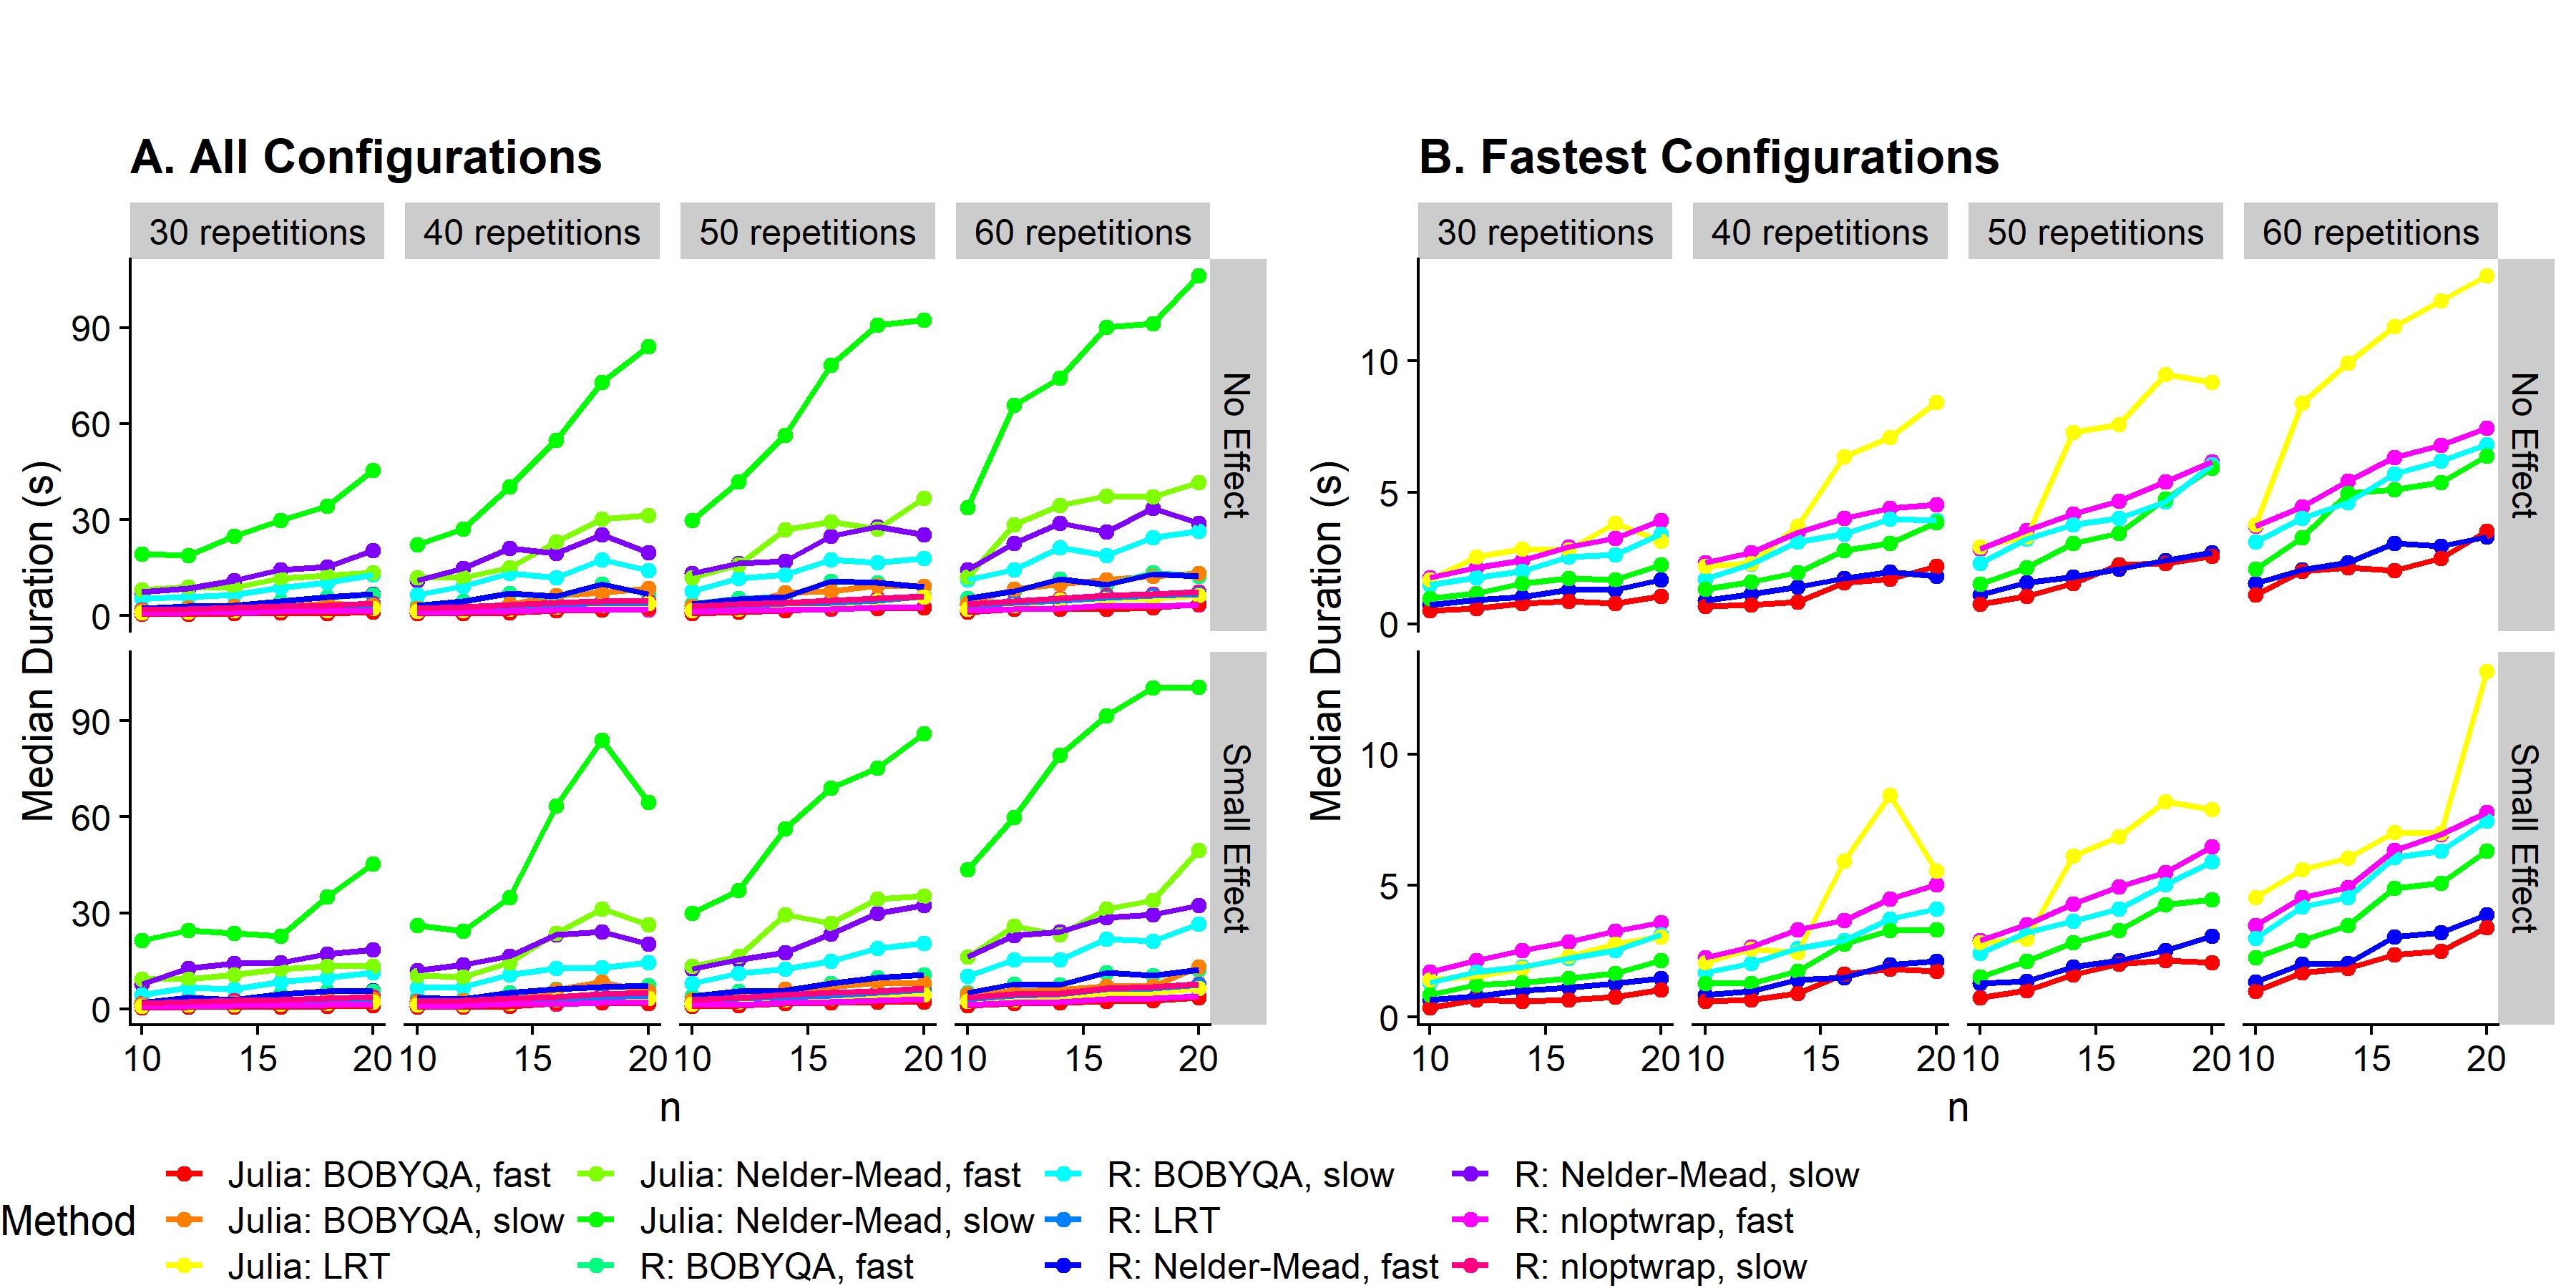 A. All Configurations
B. Fastest Configurations
30 repetitions 40 repetitions 50 repetitions 60 repetitions
30 repetitions 40 repetitions 50 repetitions 60 repetitions
Median Duration (s)
90
60
30
0
No Effect
90
60
30
0
Small Effect
10 15 20 10 15 20 10 15 20 10 15 20
n
Median Duration (s)
10
5
0
No Effect
10
5
0
Small Effect
10 15 20 10 15 20 10 15 20 10 15 20
n
Method
Julia: BOBYQA, fast
Julia: BOBYQA, slow
Julia: LRT
Julia: Nelder-Mead, fast
Julia: Nelder-Mead, slow
R: BOBYQA, fast
R: BOBYQA, slow
R: LRT
R: Nelder-Mead, fast
R: Nelder-Mead, slow
R: nloptwrap, fast
R: nloptwrap, slow